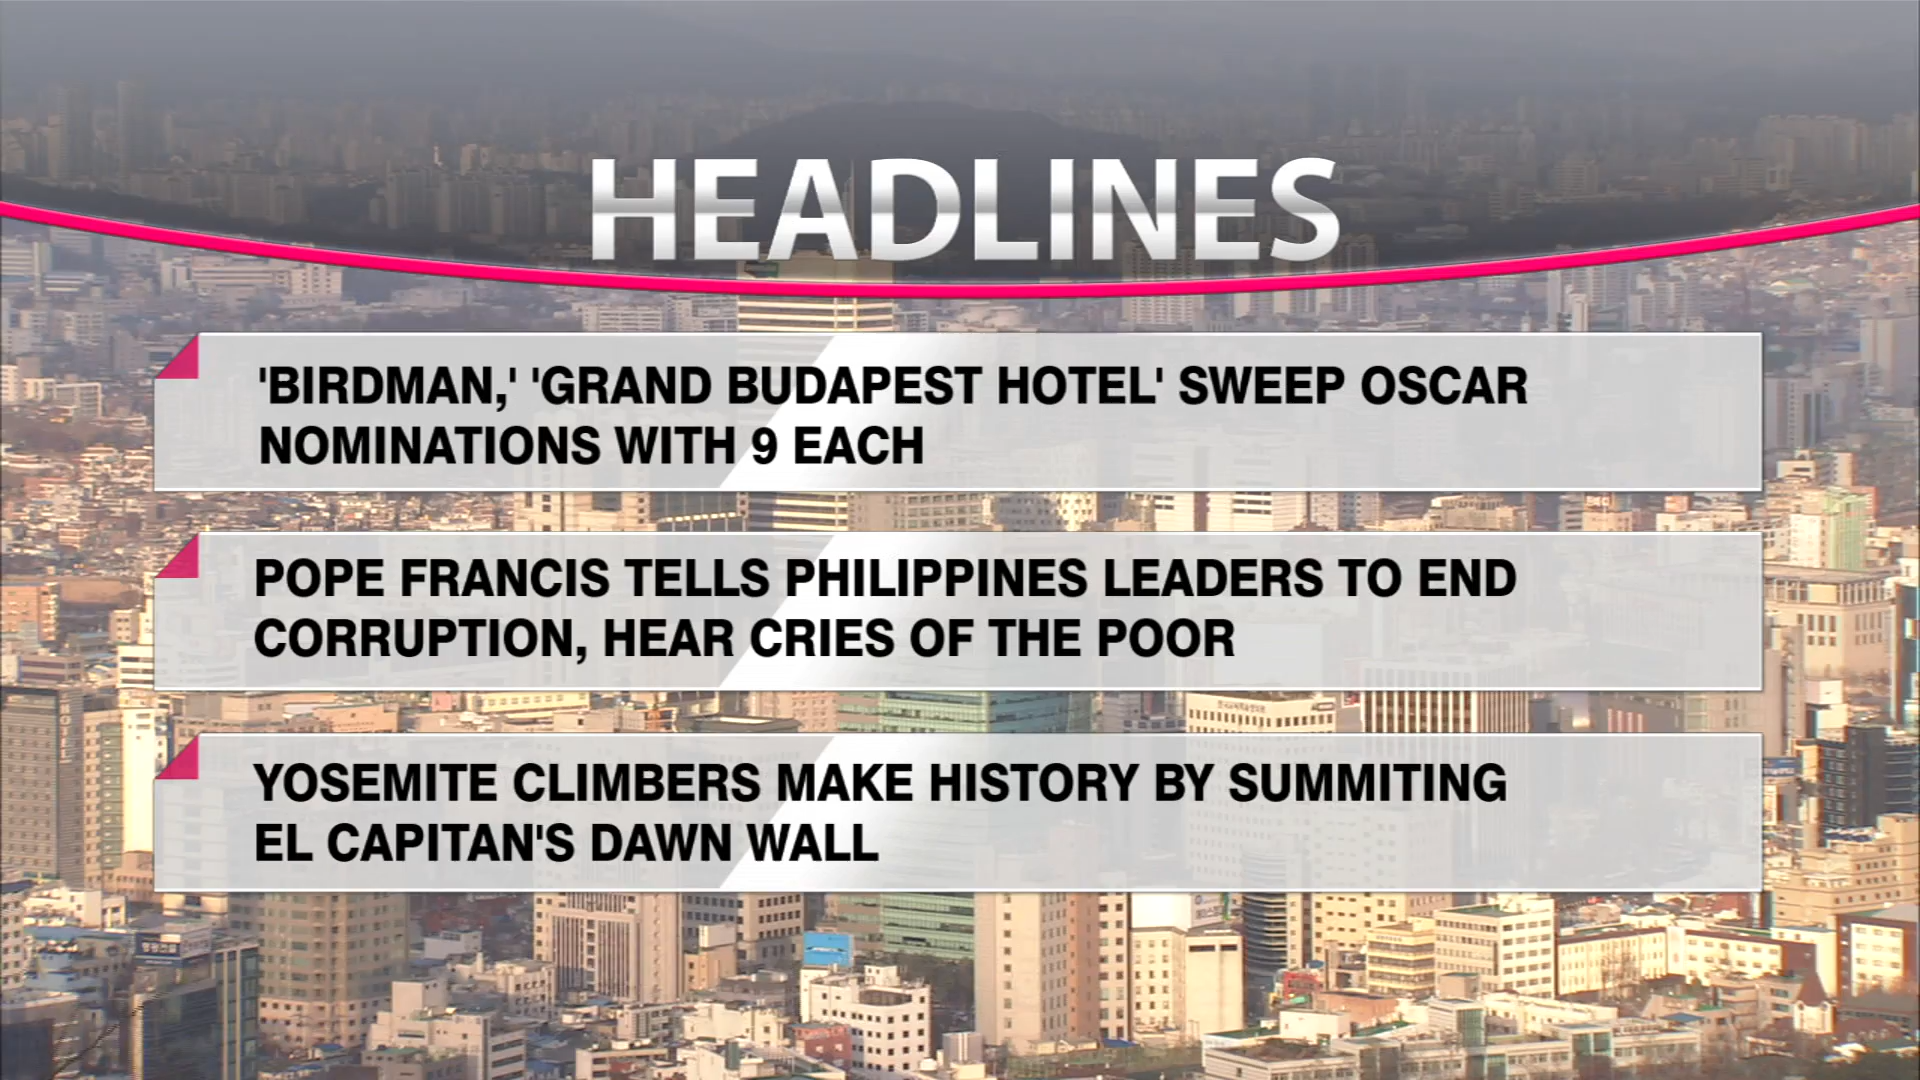 HEADLINES
'BIRDMAN,' 'GRAND BUDAPEST HOTEL' SWEEP OSCAR
NOMINATIONS WITH 9 EACH
POPE FRANCIS TELLS PHILIPPINES LEADERS TO END
CORRUPTION, HEAR CRIES OF THE POOR
YOSEMITE CLIMBERS MAKE HISTORY BY SUMMITING
EL CAPITAN'S DAWN WALL